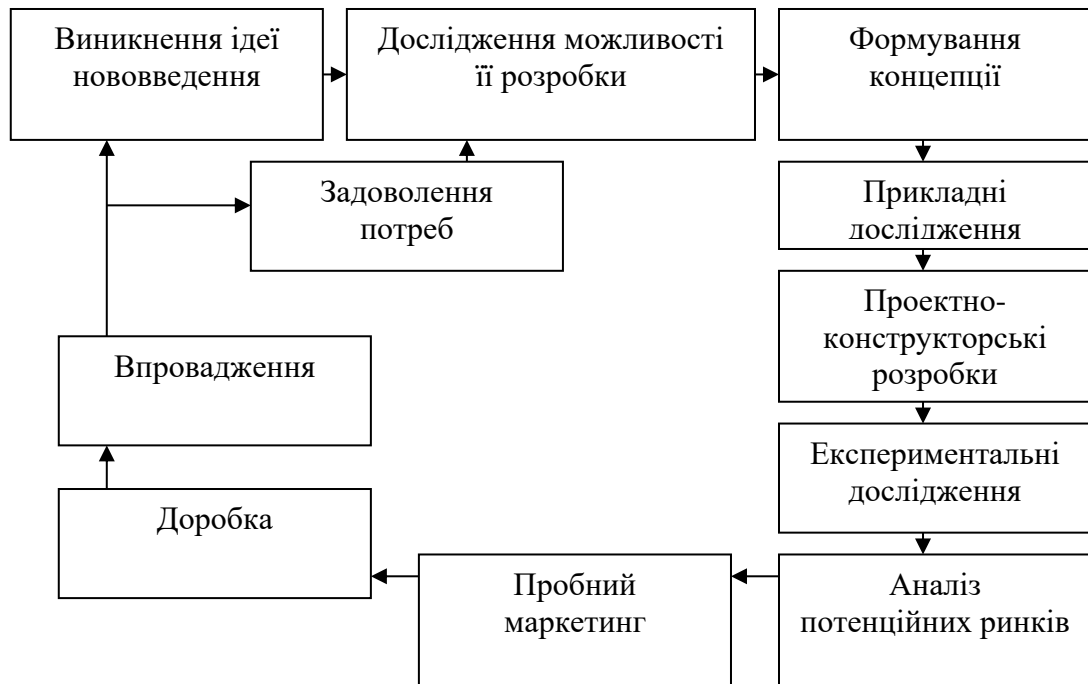 Виникнення ідеї
нововведення
Дослідження можливості
її розробки
Формування
концепції
Задоволення
потреб
Прикладні
дослідження
Проектно-
конструкторські
розробки
Впровадження
Експериментальні
дослідження
Доробка
Пробний
маркетинг
Аналіз
потенційних ринків